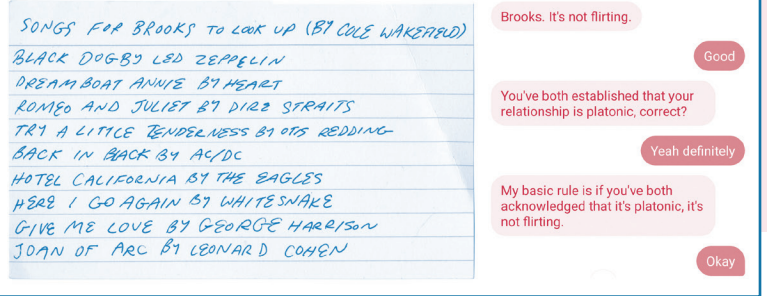 SONGS FOR BROOKS TO LOOK UP (BY COLE WAKEFIELD)
BLACK DOG BY LED ZEPPELIN
DREAMBOAT ANNIE BY HEART
ROMEO AND JULIET BY DIRE STRAITS
TRY A LITTLE TENDERNESS BY OTIS REDDING
BACK IN BLACK BY AC/DC
HOTEL CALIFORNIA BY THE EAGLES
HERE I GO AGAIN BY WHITESNAKE
GIVE ME LOVE BY GEORGE HARRISON
JOAN OF ARC BY LEONARD COHEN
Brooks. It's not flirting.
Good
You've both established that your
relationship is platonic, correct?
Yeah definitely
My basic rule is if you've both
acknowledged that it's platonic, it's
not flirting.
Okay